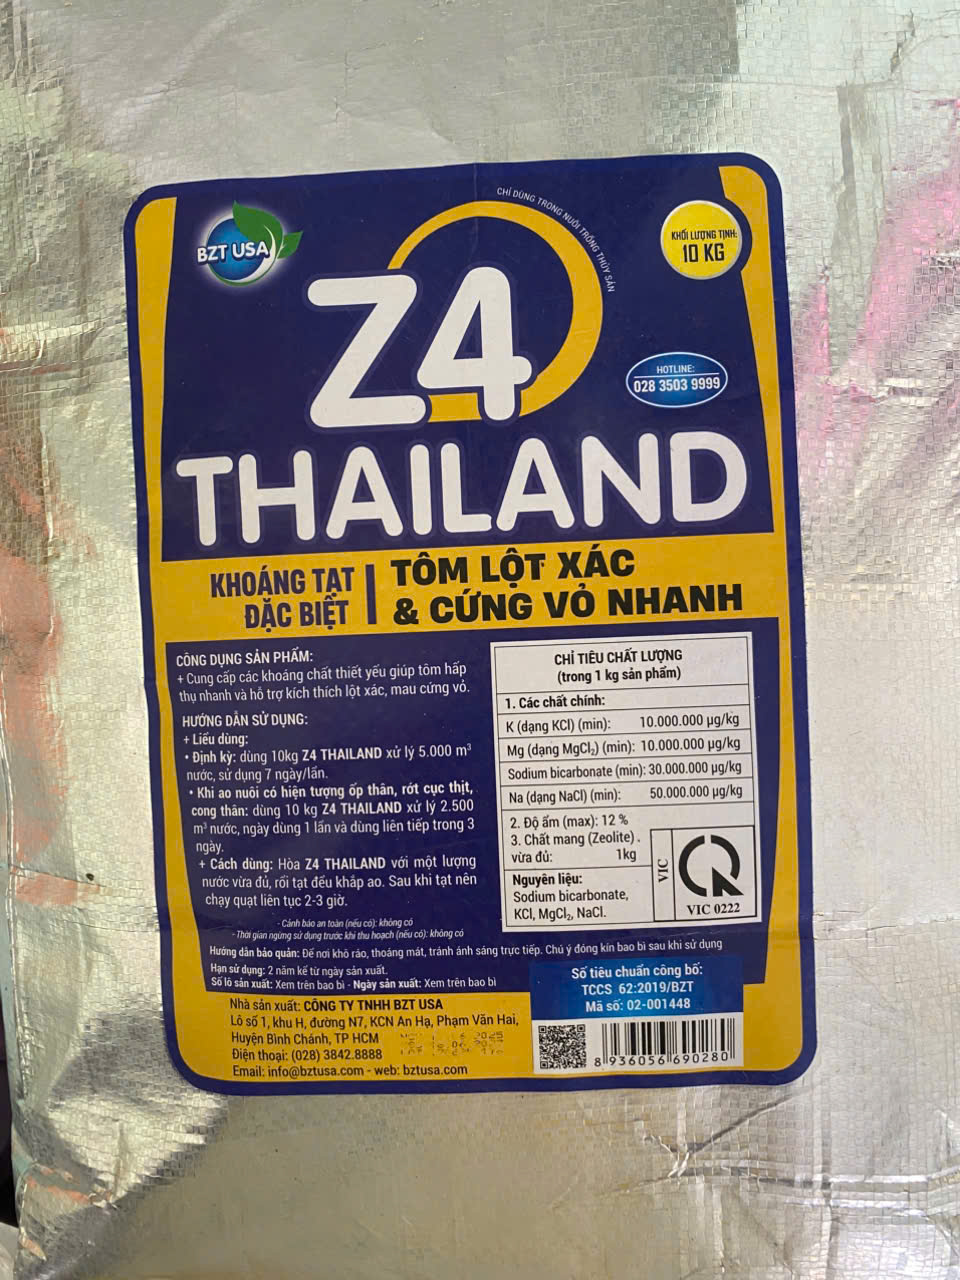 CHỈ DÙNG TRONG NUÔI TRỒNG THỦY SẢN
BZT USA
KHỐI LƯỢNG TỊNH:
10 KG
Z4
HOTLINE:
028 3503 9999
THAILAND
KHOÁNG TẠT
ĐẶC BIỆT
TÔM LỘT XÁC
& CỨNG VỎ NHANH
CÔNG DỤNG SẢN PHẨM:
+ Cung cấp các khoáng chất thiết yếu giúp tôm hấp
thụ nhanh và hỗ trợ kích thích lột xác, mau cứng vỏ.
HƯỚNG DẪN SỬ DỤNG:
+ Liều dùng:
• Định kỳ: dùng 10kg Z4 THAILAND xử lý 5.000 m³
nước, sử dụng 7 ngày/lần.
• Khi ao nuôi có hiện tượng ốp thân, rớt cục thịt,
cong thân: dùng 10 kg Z4 THAILAND xử lý 2.500
m³ nước, ngày dùng 1 lần và dùng liên tiếp trong 3
ngày.
+ Cách dùng: Hòa Z4 THAILAND với một lượng
nước vừa đủ, rồi tạt đều khắp ao. Sau khi tạt nên
chạy quạt liên tục 2-3 giờ.
- Cảnh báo an toàn (nếu có): không có
- Thời gian ngừng sử dụng trước khi thu hoạch (nếu có): không có
CHỈ TIÊU CHẤT LƯỢNG
(trong 1 kg sản phẩm)
1. Các chất chính:
K (dạng KCl) (min): 10.000.000 µg/kg
Mg (dạng MgCl₂) (min): 10.000.000 µg/kg
Sodium bicarbonate (min): 30.000.000 µg/kg
Na (dạng NaCl) (min): 50.000.000 µg/kg
2. Độ ẩm (max): 12 %
3. Chất mang (Zeolite).
vừa đủ: 1kg
Nguyên liệu:
Sodium bicarbonate,
KCl, MgCl₂, NaCl.
VIC
VIC 0222
Hướng dẫn bảo quản: Để nơi khô ráo, thoáng mát, tránh ánh sáng trực tiếp. Chú ý đóng kín bao bì sau khi sử dụng
Hạn sử dụng: 2 năm kể từ ngày sản xuất.
Số lô sản xuất: Xem trên bao bì - Ngày sản xuất: Xem trên bao bì
Số tiêu chuẩn công bố:
TCCS 62:2019/BZT
Mã số: 02-001448
Nhà sản xuất: CÔNG TY TNHH BZT USA
Lô số 1, khu H, đường N7, KCN An Hạ, Phạm Văn Hai,
Huyện Bình Chánh, TP HCM
Điện thoại: (028) 3842.8888
Email: info@bztusa.com - web: bztusa.com
8 936056 690280